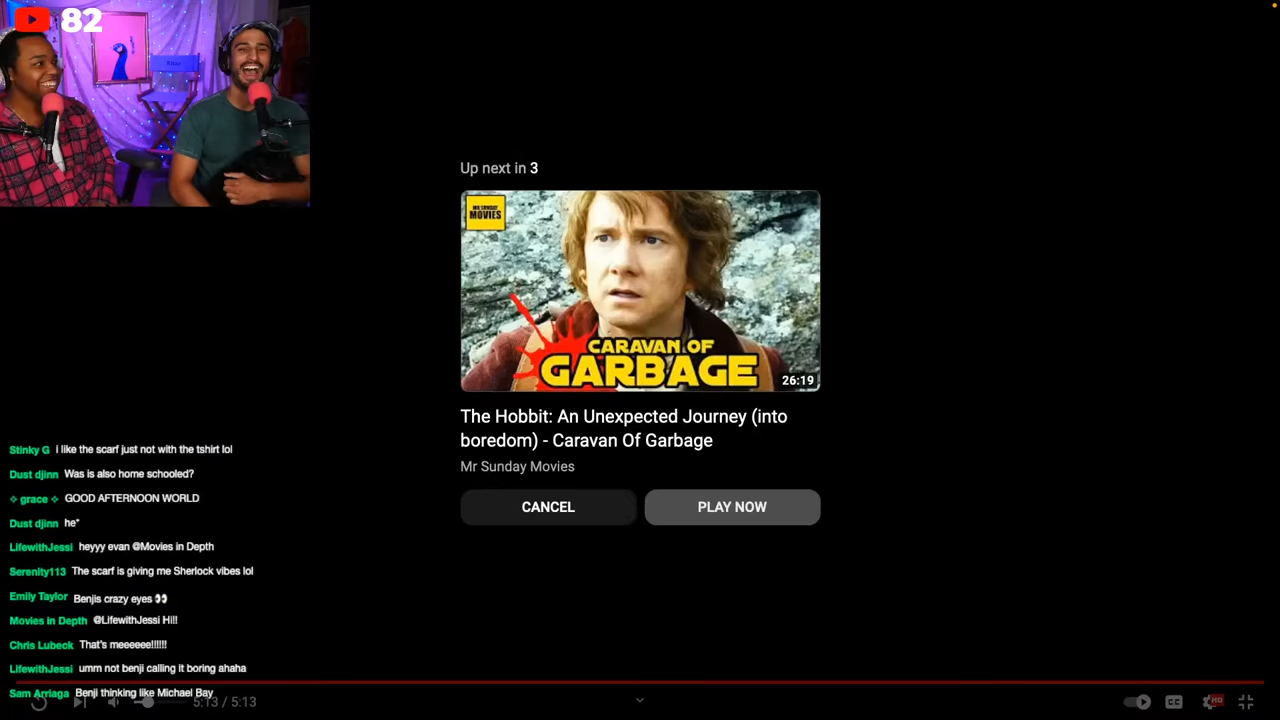 82
Up next in 3
MR SUNDAY
MOVIES
CARAVAN OF
GARBAGE
26:19
The Hobbit: An Unexpected Journey (into
boredom) - Caravan Of Garbage
Mr Sunday Movies
CANCEL
PLAY NOW
Stinky G i like the scarf just not with the tshirt lol
Dust djinn Was is also home schooled?
grace GOOD AFTERNOON WORLD
Dust djinn he*
LifewithJessi heyyy evan @Movies in Depth
Serenity113 The scarf is giving me Sherlock vibes lol
Emily Taylor Benjis crazy eyes 👀
Movies in Depth @LifewithJessi Hi!!
Chris Lubeck That's meeeeee!!!!!!
LifewithJessi umm not benji calling it boring ahaha
Sam Arriaga Benji thinking like Michael Bay
5:13 / 5:13
CC
HD